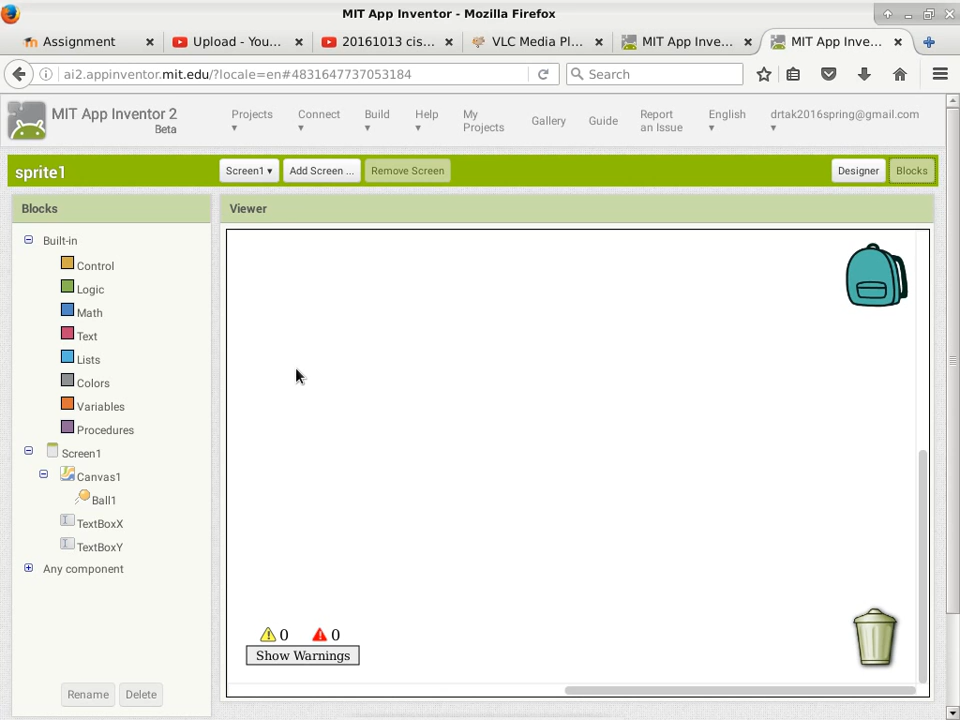 MIT App Inventor - Mozilla Firefox
Assignment
Upload - You...
20161013 cis...
VLC Media Pl...
MIT App Inve...
MIT App Inve...
ai2.appinventor.mit.edu/?locale=en#4831647737053184
Search
MIT App Inventor 2
Beta
Projects
Connect
Build
Help
My Projects
Gallery
Guide
Report an Issue
English
drtak2016spring@gmail.com
sprite1
Screen1
Add Screen ...
Remove Screen
Designer
Blocks
Blocks
Viewer
Built-in
Control
Logic
Math
Text
Lists
Colors
Variables
Procedures
Screen1
Canvas1
Ball1
TextBoxX
TextBoxY
Any component
Rename
Delete
0
0
Show Warnings